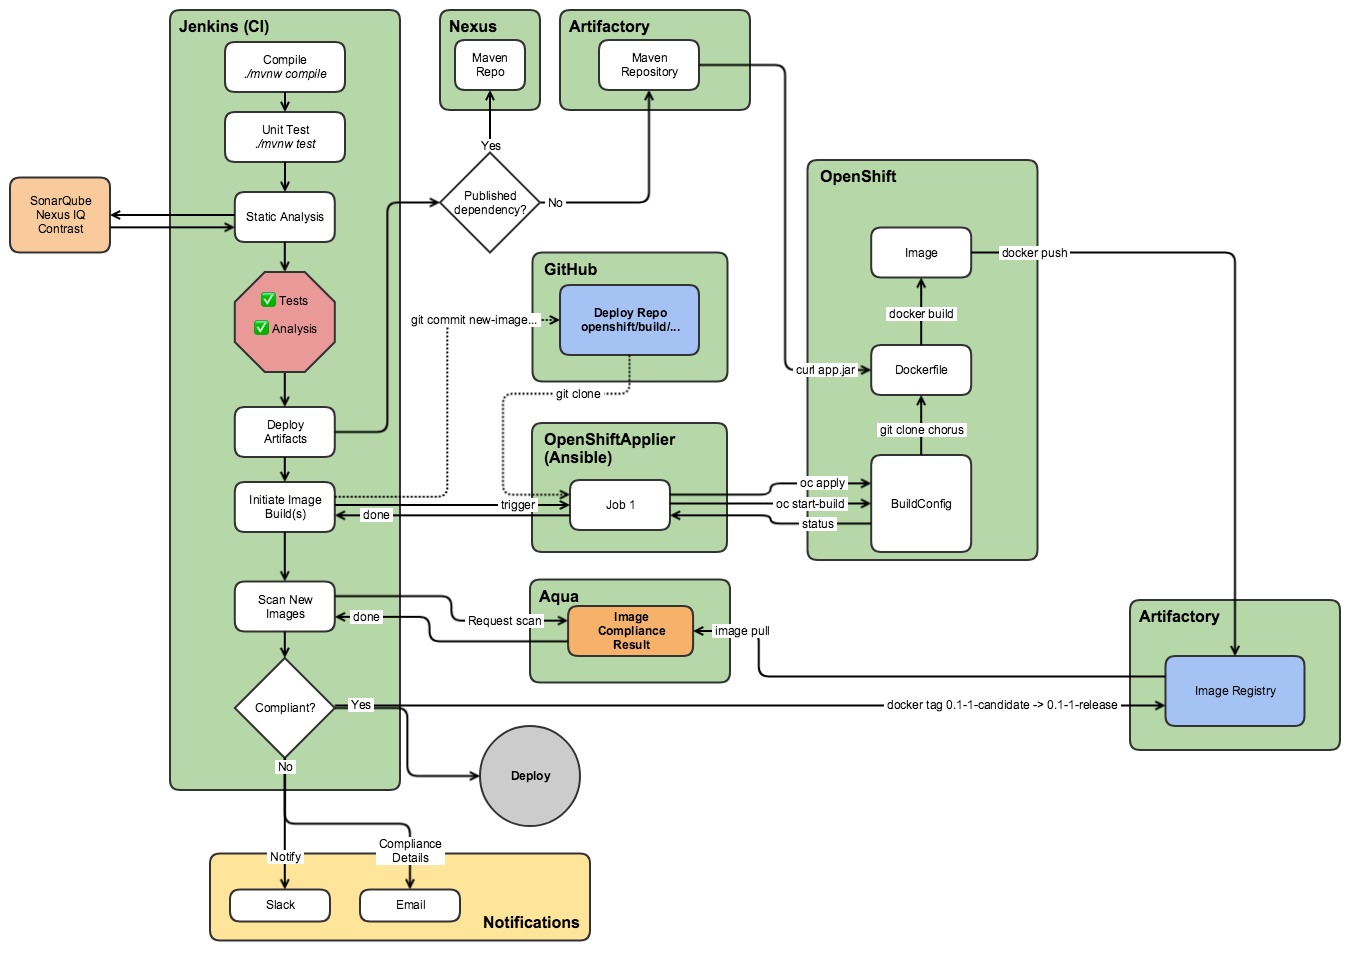 Jenkins (CI)
Compile
./mvnw compile
Unit Test
./mvnw test
Static Analysis
SonarQube
Nexus IQ
Contrast
✅ Tests
✅ Analysis
Deploy
Artifacts
Initiate Image
Build(s)
Scan New
Images
Compliant?
Yes
No
Nexus
Maven
Repo
Yes
Published
dependency?
No
Artifactory
Maven
Repository
GitHub
Deploy Repo
openshift/build/...
git commit new-image...
git clone
OpenShiftApplier
(Ansible)
Job 1
trigger
done
OpenShift
Image
docker push
docker build
curl app.jar
Dockerfile
git clone chorus
BuildConfig
oc apply
oc start-build
status
Aqua
Image
Compliance
Result
Request scan
done
image pull
Artifactory
Image Registry
docker tag 0.1-1-candidate -> 0.1-1-release
Deploy
Notify
Compliance
Details
Slack
Email
Notifications